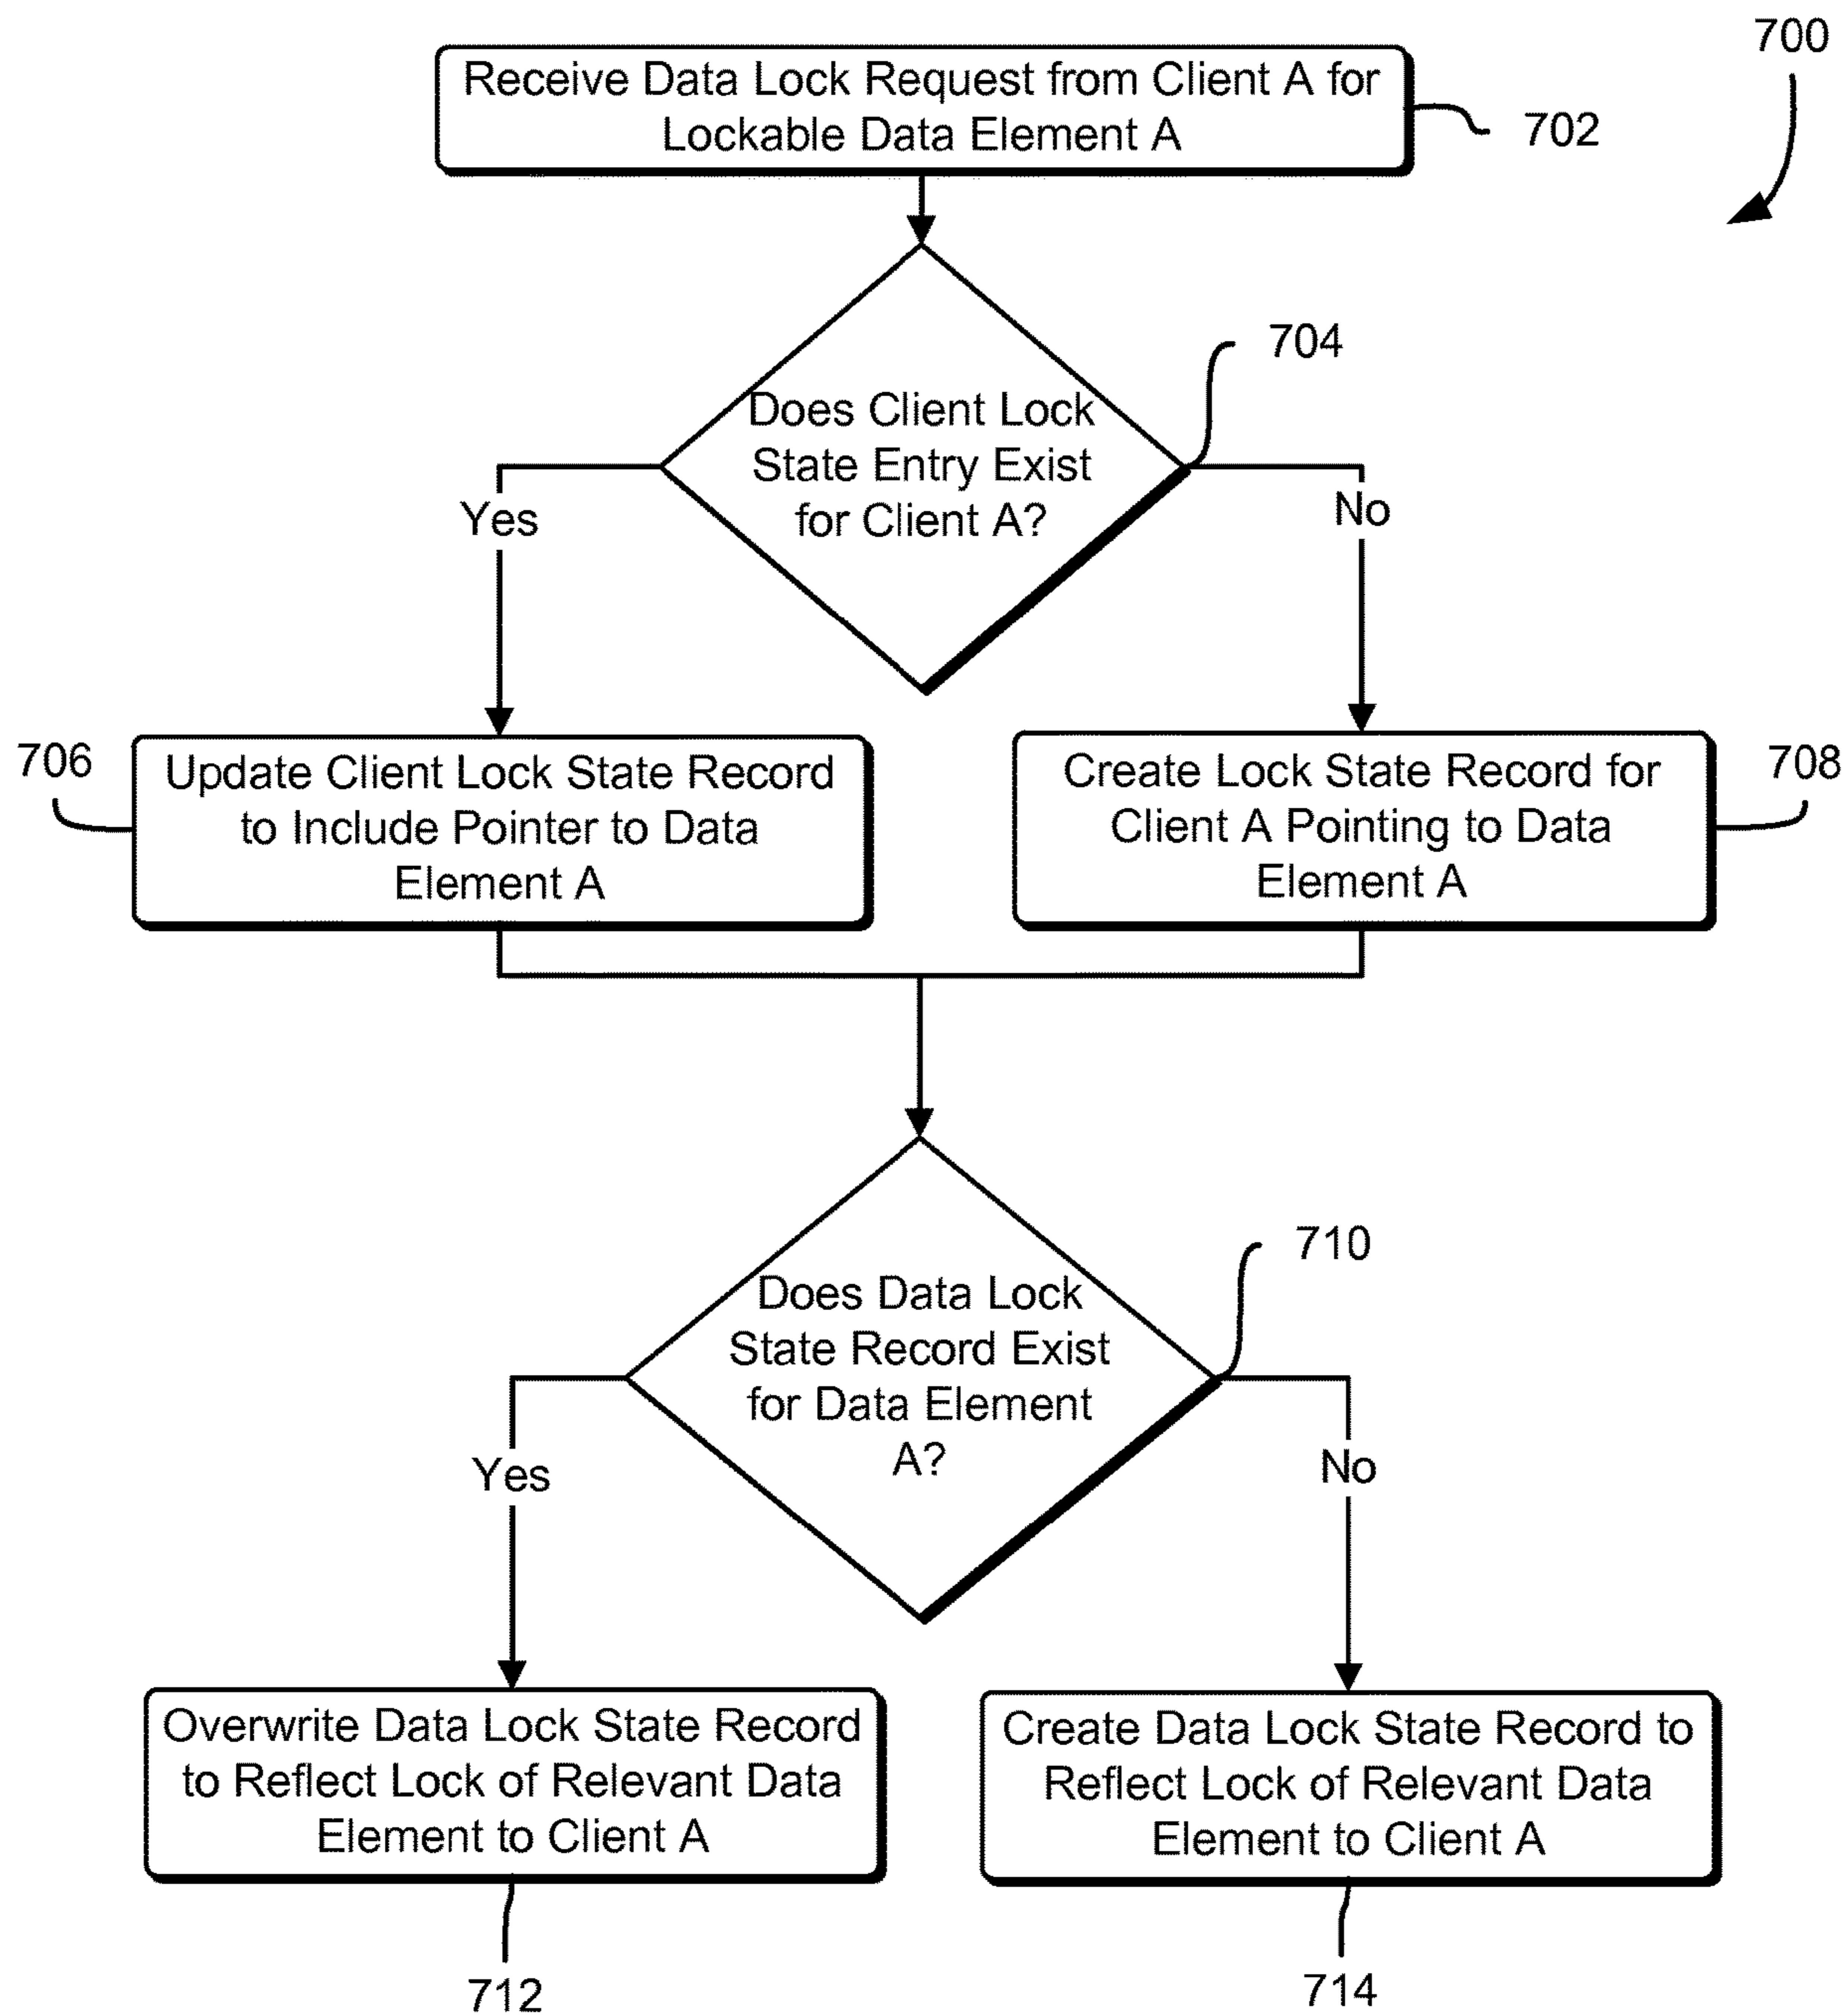 700
Receive Data Lock Request from Client A for
Lockable Data Element A
702
704
Does Client Lock
State Entry Exist
for Client A?
Yes
No
706
Update Client Lock State Record
to Include Pointer to Data
Element A
Create Lock State Record for
Client A Pointing to Data
Element A
708
710
Does Data Lock
State Record Exist
for Data Element
A?
Yes
No
Overwrite Data Lock State Record
to Reflect Lock of Relevant Data
Element to Client A
Create Data Lock State Record to
Reflect Lock of Relevant Data
Element to Client A
712
714